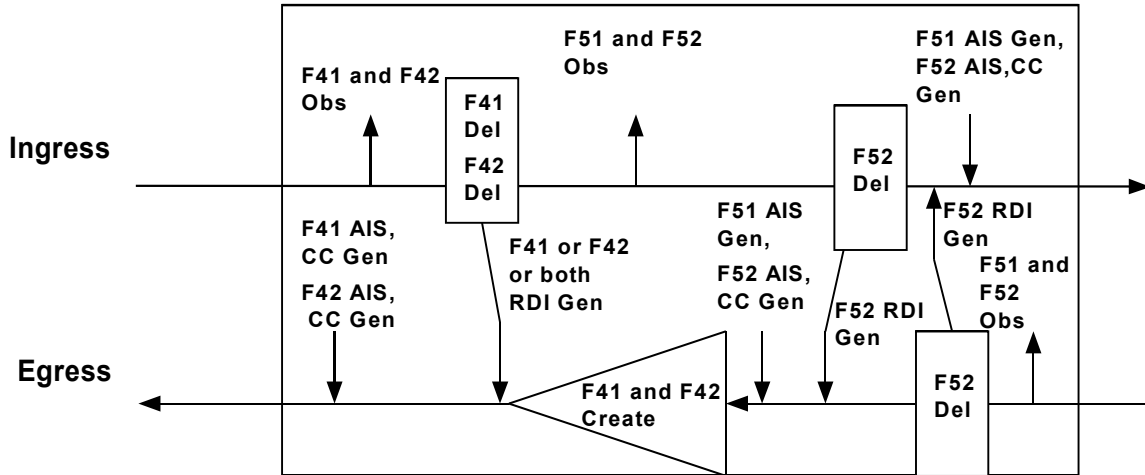 F51 and F52
Obs
F51 AIS Gen,
F52 AIS,CC
Gen
F41 and F42
Obs
F41
Del
F42
Del
Ingress
F52
Del
F41 AIS,
CC Gen
F42 AIS,
CC Gen
F41 or F42
or both
RDI Gen
F51 AIS
Gen,
F52 AIS,
CC Gen
F52 RDI
Gen
F52 RDI
Gen
F51 and
F52
Obs
Egress
F41 and F42
Create
F52
Del